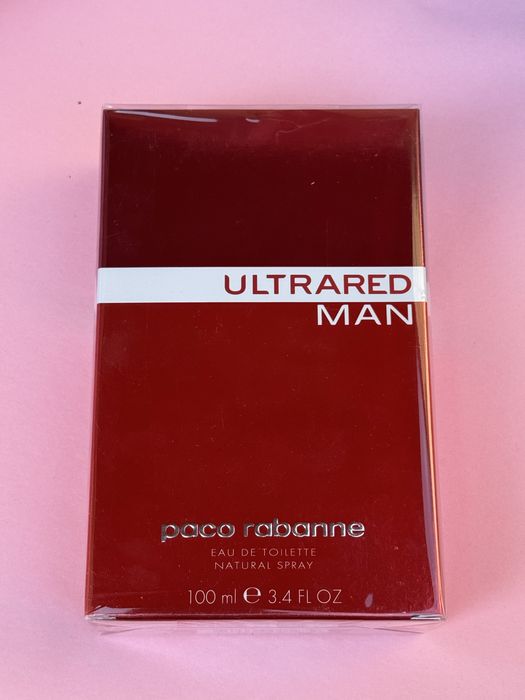 ULTRARED
MAN
paco rabanne
EAU DE TOILETTE
NATURAL SPRAY
100 ml ℮ 3.4 FL OZ